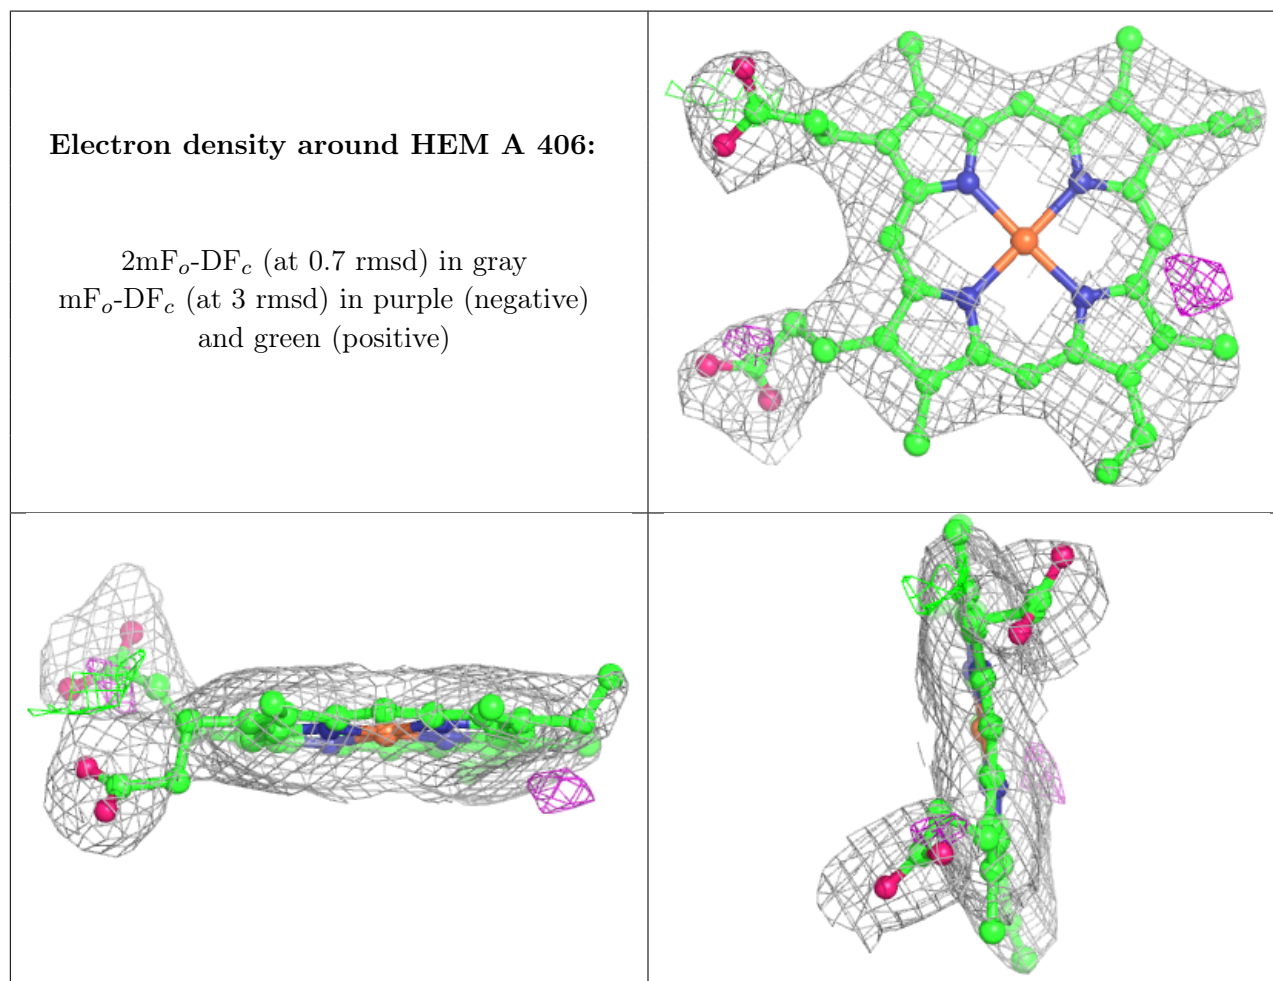 Electron density around HEM A 406:
2mFo-DFc (at 0.7 rmsd) in gray
mFo-DFc (at 3 rmsd) in purple (negative)
and green (positive)